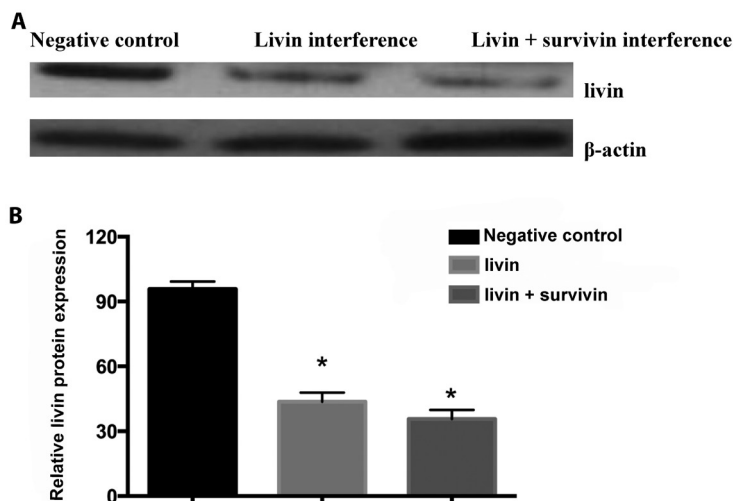 A
Negative control Livin interference Livin + survivin interference
livin
β-actin
B
Relative livin protein expression
120
90
60
30
0
* *
Negative control
livin
livin + survivin